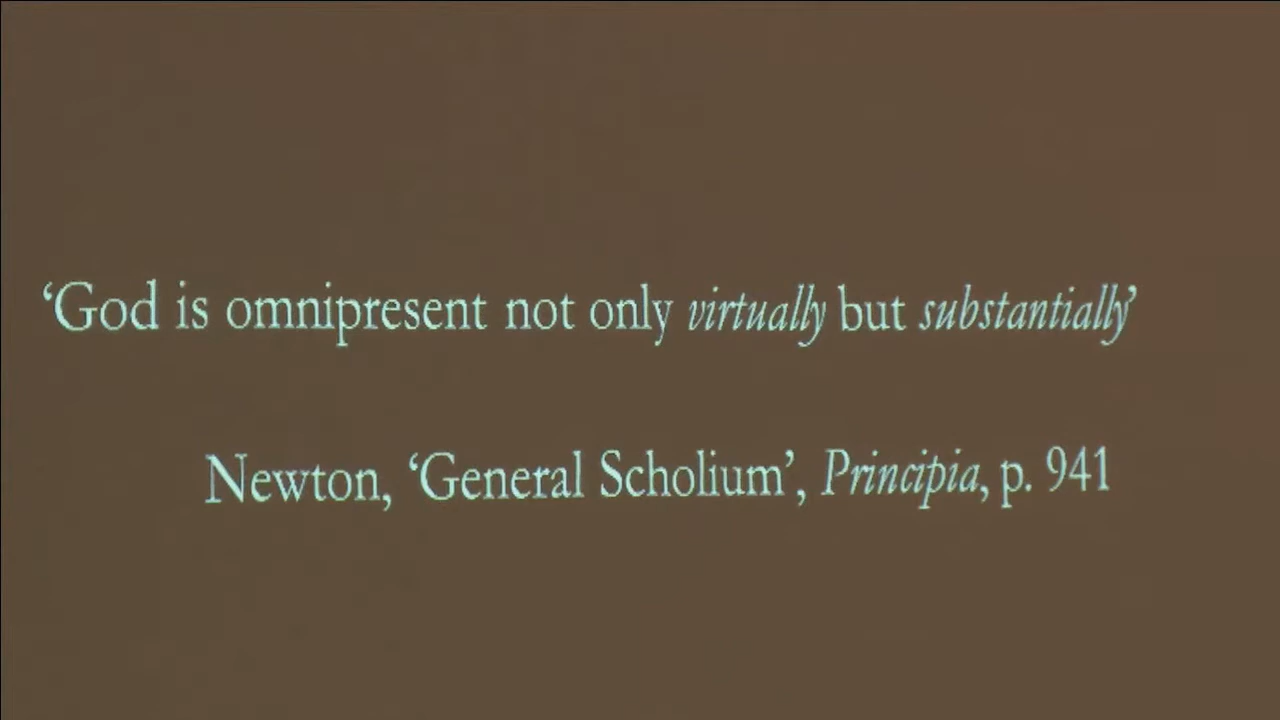 ‘God is omnipresent not only virtually but substantially’
Newton, ‘General Scholium’, Principia, p. 941